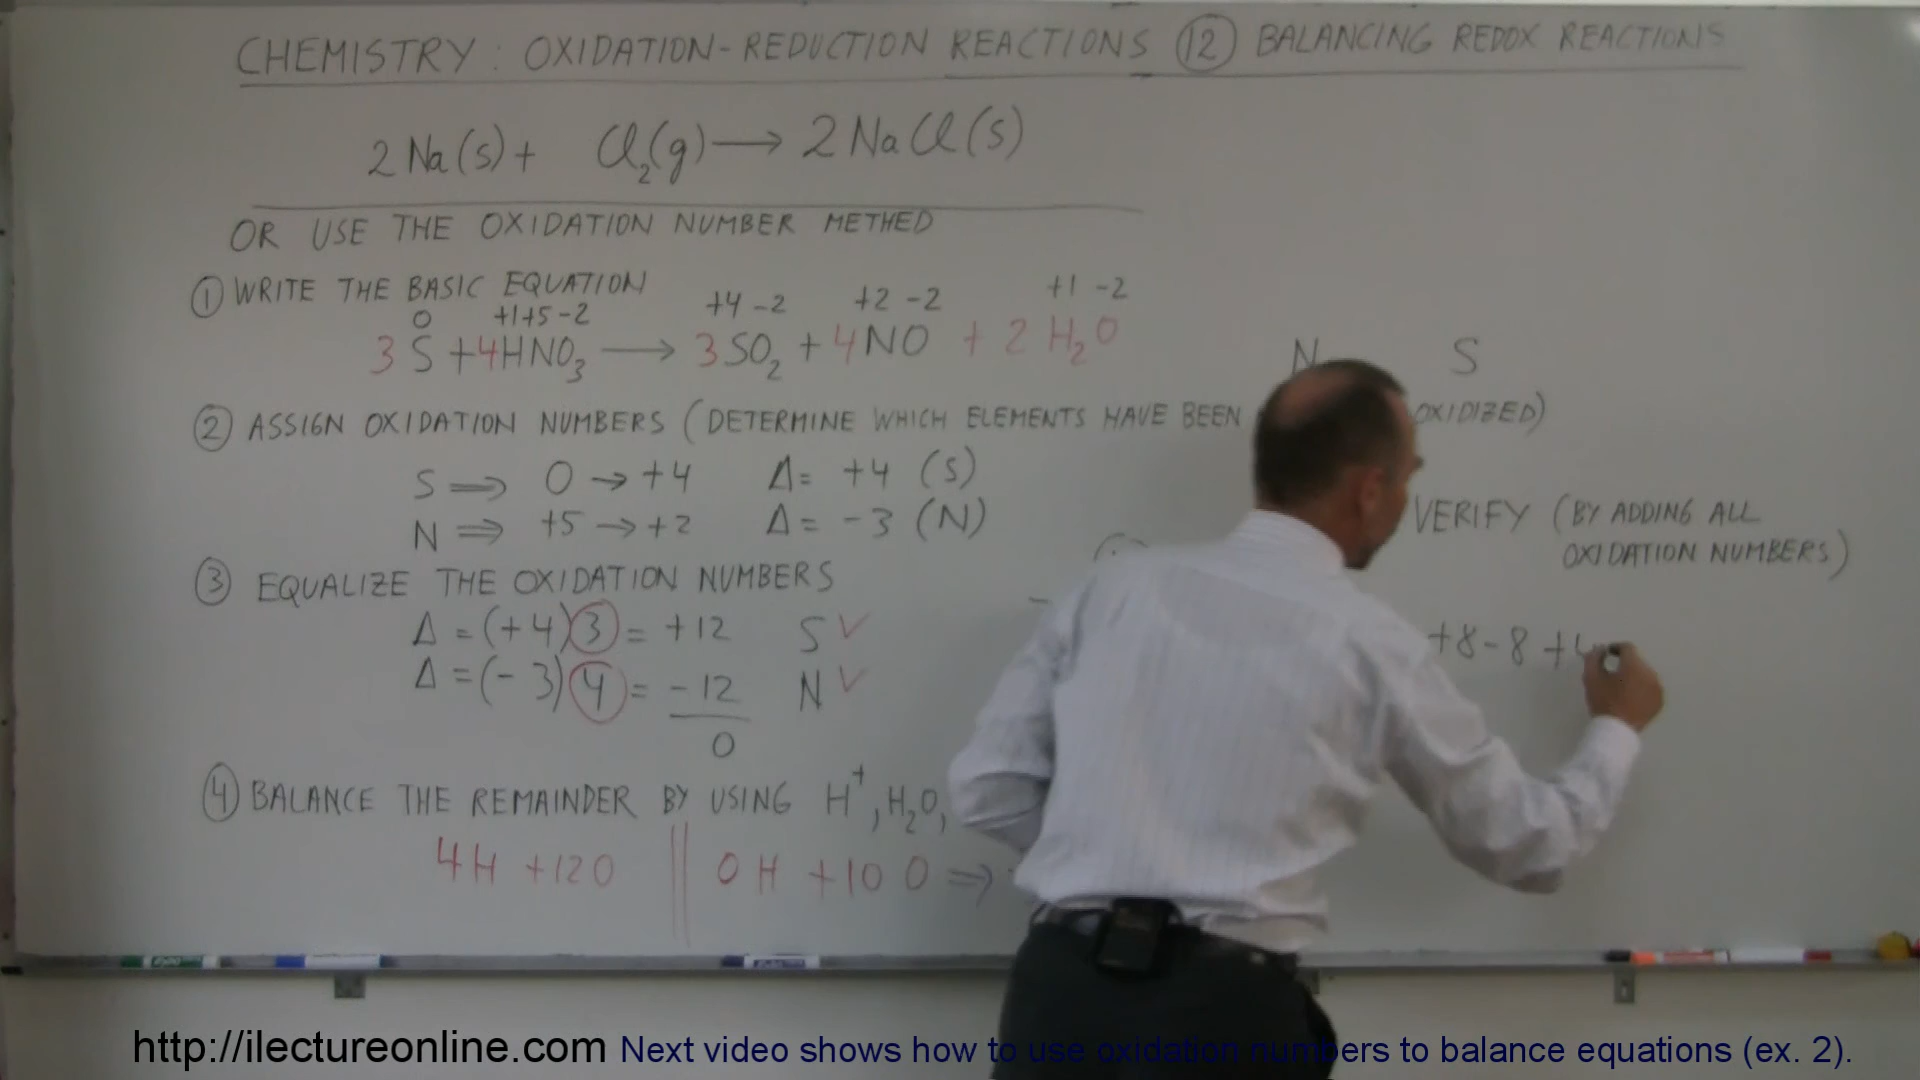 CHEMISTRY: OXIDATION-REDUCTION REACTIONS ⑫ BALANCING REDOX REACTIONS
2 Na (s) + Cl₂(g) → 2 NaCl (s)
OR USE THE OXIDATION NUMBER METHED
① WRITE THE BASIC EQUATION
0 +1+5-2 +4-2 +2-2 +1-2
3 S + 4HNO₃ → 3SO₂ + 4NO + 2 H₂O
N S
② ASSIGN OXIDATION NUMBERS (DETERMINE WHICH ELEMENTS HAVE BEEN OXIDIZED)
S ⇒ 0 → +4 Δ= +4 (S)
N ⇒ +5 → +2 Δ= -3 (N)
VERIFY (BY ADDING ALL
OXIDATION NUMBERS)
③ EQUALIZE THE OXIDATION NUMBERS
Δ = (+4)③ = +12 S ✓
Δ = (-3)④ = -12 N ✓
0
+8-8+4
④ BALANCE THE REMAINDER BY USING H⁺, H₂O,
4H +12O || 0H +10 O ⇒
http://ilectureonline.com Next video shows how to use oxidation numbers to balance equations (ex. 2).